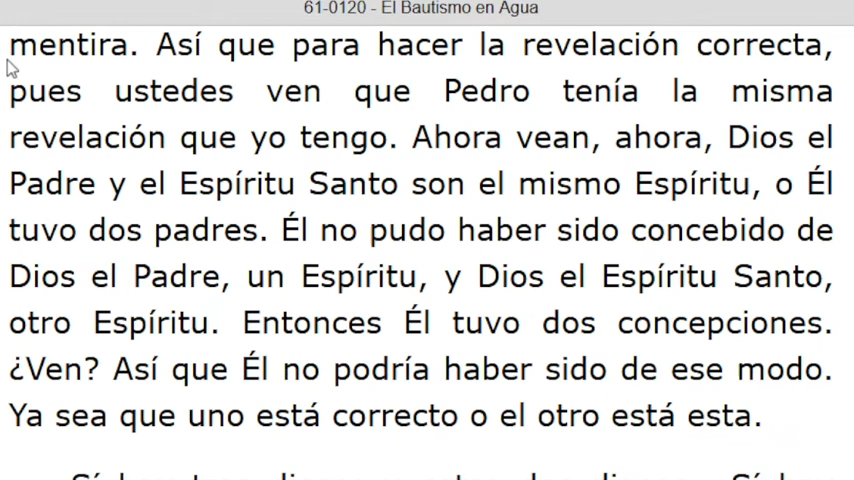 61-0120 - El Bautismo en Agua
mentira. Así que para hacer la revelación correcta,
pues ustedes ven que Pedro tenía la misma
revelación que yo tengo. Ahora vean, ahora, Dios el
Padre y el Espíritu Santo son el mismo Espíritu, o Él
tuvo dos padres. Él no pudo haber sido concebido de
Dios el Padre, un Espíritu, y Dios el Espíritu Santo,
otro Espíritu. Entonces Él tuvo dos concepciones.
¿Ven? Así que Él no podría haber sido de ese modo.
Ya sea que uno está correcto o el otro está esta.